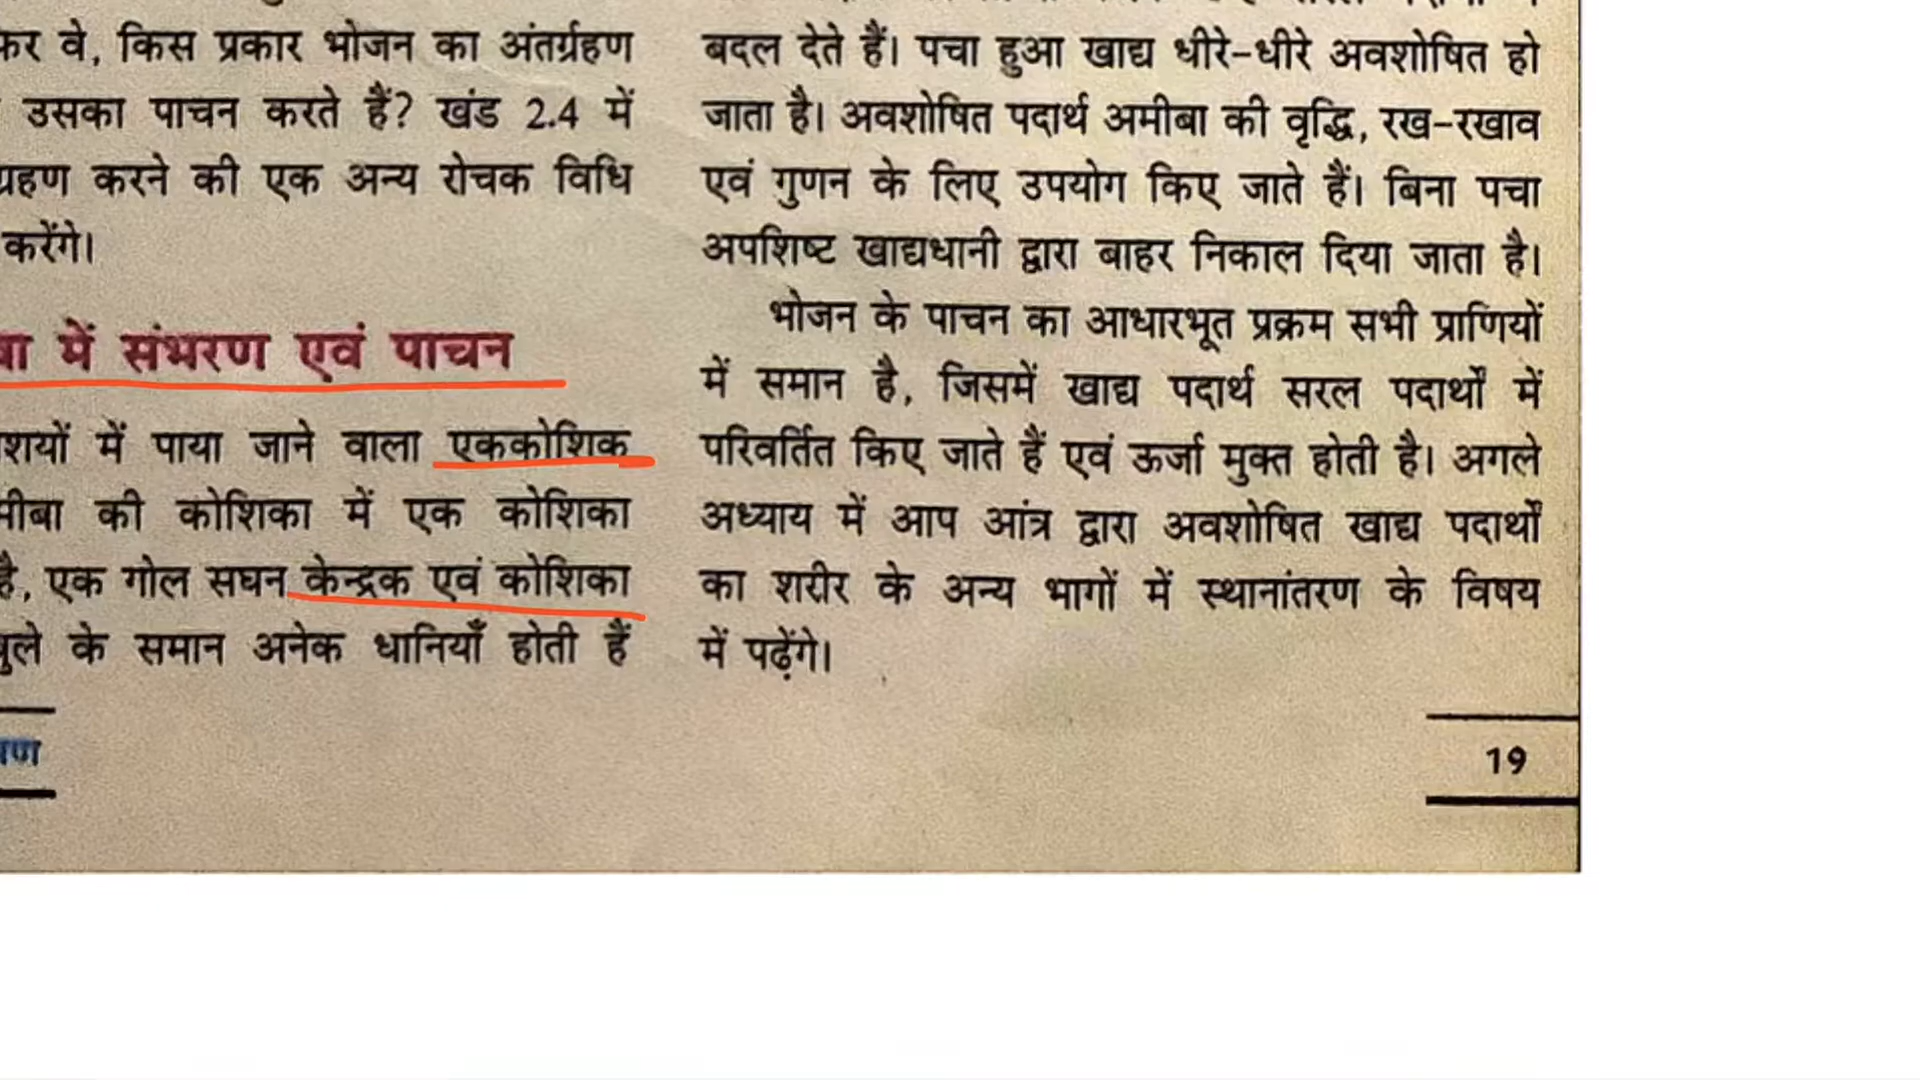 कर वे, किस प्रकार भोजन का अंतर्ग्रहण
उसका पाचन करते हैं? खंड 2.4 में
ग्रहण करने की एक अन्य रोचक विधि
करेंगे।
में संभरण एवं पाचन
में पाया जाने वाला एककोशिक
की कोशिका में एक कोशिका
है, एक गोल सघन केन्द्रक एवं कोशिका
के समान अनेक धानियाँ होती हैं
बदल देते हैं। पचा हुआ खाद्य धीरे-धीरे अवशोषित हो
जाता है। अवशोषित पदार्थ अमीबा की वृद्धि, रख-रखाव
एवं गुणन के लिए उपयोग किए जाते हैं। बिना पचा
अपशिष्ट खाद्यधानी द्वारा बाहर निकाल दिया जाता है।
भोजन के पाचन का आधारभूत प्रक्रम सभी प्राणियों
में समान है, जिसमें खाद्य पदार्थ सरल पदार्थों में
परिवर्तित किए जाते हैं एवं ऊर्जा मुक्त होती है। अगले
अध्याय में आप आंत्र द्वारा अवशोषित खाद्य पदार्थों
का शरीर के अन्य भागों में स्थानांतरण के विषय
में पढ़ेंगे।
19